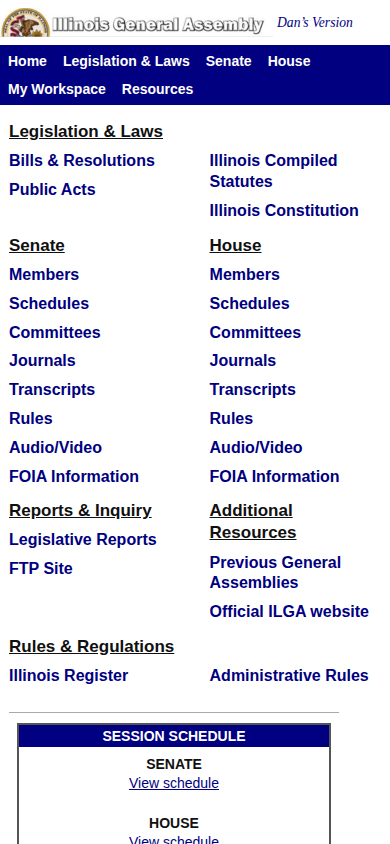 Illinois General Assembly Dan's Version
Home Legislation & Laws Senate House
My Workspace Resources
Legislation & Laws
Bills & Resolutions
Public Acts
Illinois Compiled
Statutes
Illinois Constitution
Senate
Members
Schedules
Committees
Journals
Transcripts
Rules
Audio/Video
FOIA Information
House
Members
Schedules
Committees
Journals
Transcripts
Rules
Audio/Video
FOIA Information
Reports & Inquiry
Legislative Reports
FTP Site
Additional
Resources
Previous General
Assemblies
Official ILGA website
Rules & Regulations
Illinois Register
Administrative Rules
SESSION SCHEDULE
SENATE
View schedule
HOUSE
View schedule